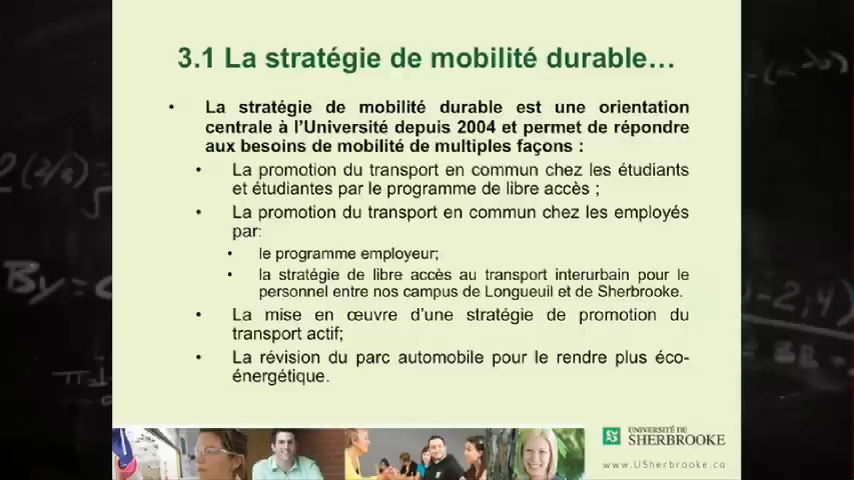 3.1 La stratégie de mobilité durable…
• La stratégie de mobilité durable est une orientation
centrale à l'Université depuis 2004 et permet de répondre
aux besoins de mobilité de multiples façons :
• La promotion du transport en commun chez les étudiants
et étudiantes par le programme de libre accès ;
• La promotion du transport en commun chez les employés
par:
• le programme employeur;
• la stratégie de libre accès au transport interurbain pour le
personnel entre nos campus de Longueuil et de Sherbrooke.
• La mise en œuvre d'une stratégie de promotion du
transport actif;
• La révision du parc automobile pour le rendre plus éco-
énergétique.
UNIVERSITÉ DE
SHERBROOKE
www.USherbrooke.ca
By=